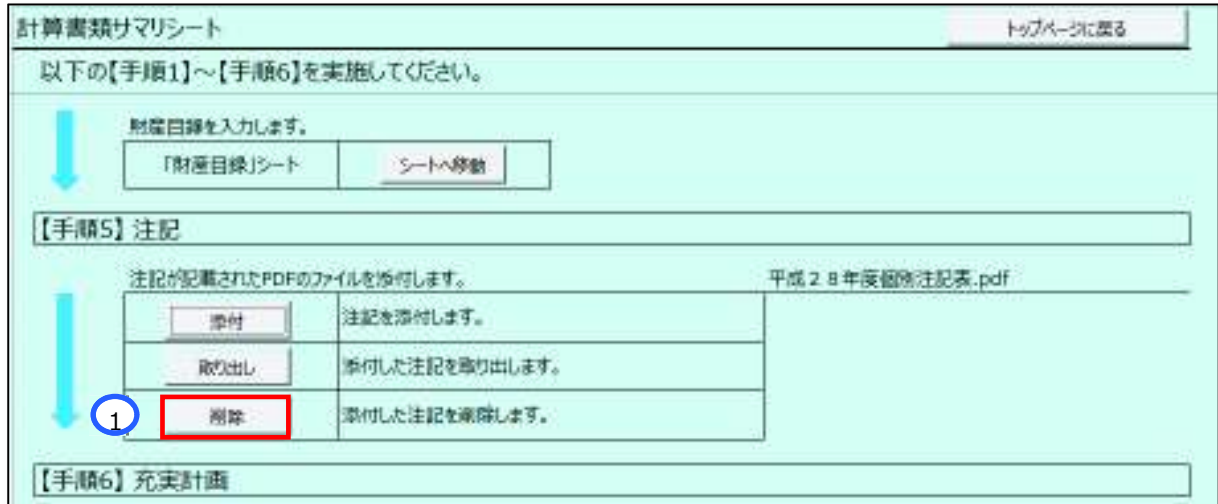 計算書類サマリシート
トップページに戻る
以下の【手順1】～【手順6】を実施してください。
財産目録を入力します。
「財産目録」シート
シートへ移動
【手順5】注記
注記が記載されたPDFのファイルを添付します。
平成２８年度個別注記表.pdf
添付
注記を添付します。
取り出し
添付した注記を取り出します。
1
削除
添付した注記を削除します。
【手順6】充実計画